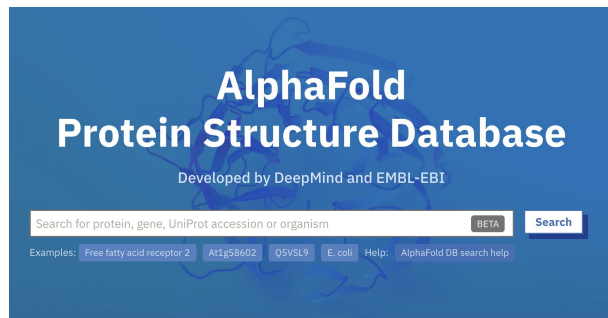 AlphaFold
Protein Structure Database
Developed by DeepMind and EMBL-EBI
Search for protein, gene, UniProt accession or organism BETA Search
Examples: Free fatty acid receptor 2 At1g58602 Q5VSL9 E. coli Help: AlphaFold DB search help